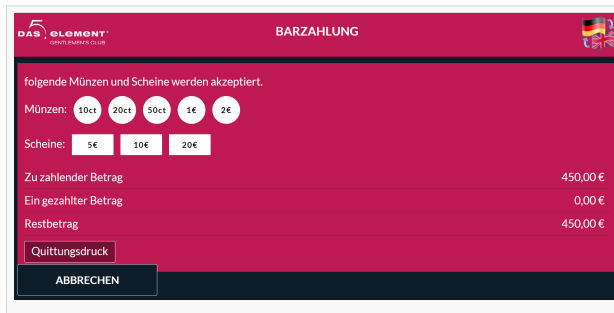 DAS 5. ELEMENT
GENTLEMEN'S CLUB
BARZAHLUNG
folgende Münzen und Scheine werden akzeptiert.
Münzen: 10ct 20ct 50ct 1€ 2€
Scheine: 5€ 10€ 20€
Zu zahlender Betrag 450,00 €
Ein gezahlter Betrag 0,00 €
Restbetrag 450,00 €
Quittungsdruck
ABBRECHEN